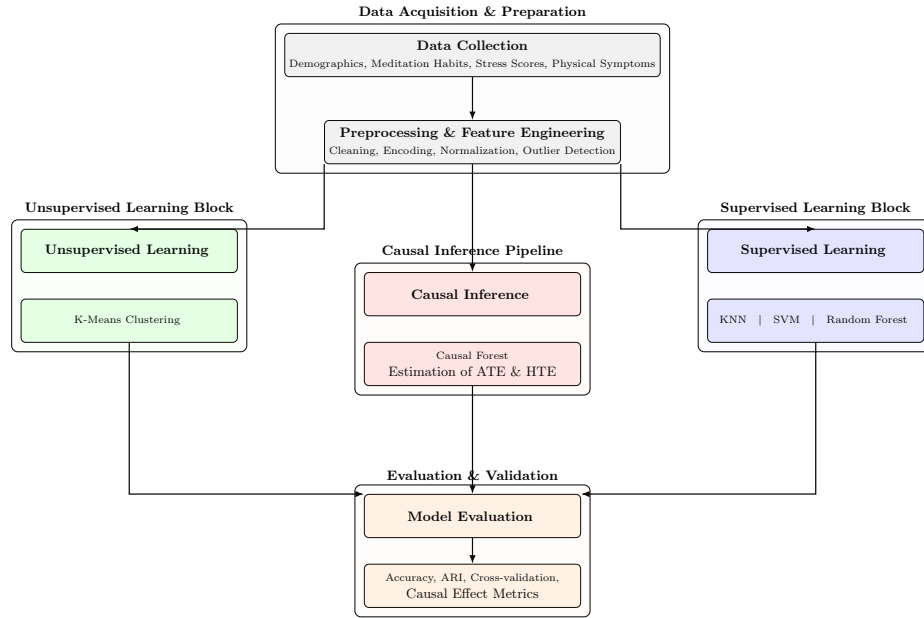 Data Acquisition & Preparation
Data Collection
Demographics, Meditation Habits, Stress Scores, Physical Symptoms
Preprocessing & Feature Engineering
Cleaning, Encoding, Normalization, Outlier Detection
Unsupervised Learning Block
Unsupervised Learning
K-Means Clustering
Causal Inference Pipeline
Causal Inference
Causal Forest
Estimation of ATE & HTE
Supervised Learning Block
Supervised Learning
KNN | SVM | Random Forest
Evaluation & Validation
Model Evaluation
Accuracy, ARI, Cross-validation,
Causal Effect Metrics